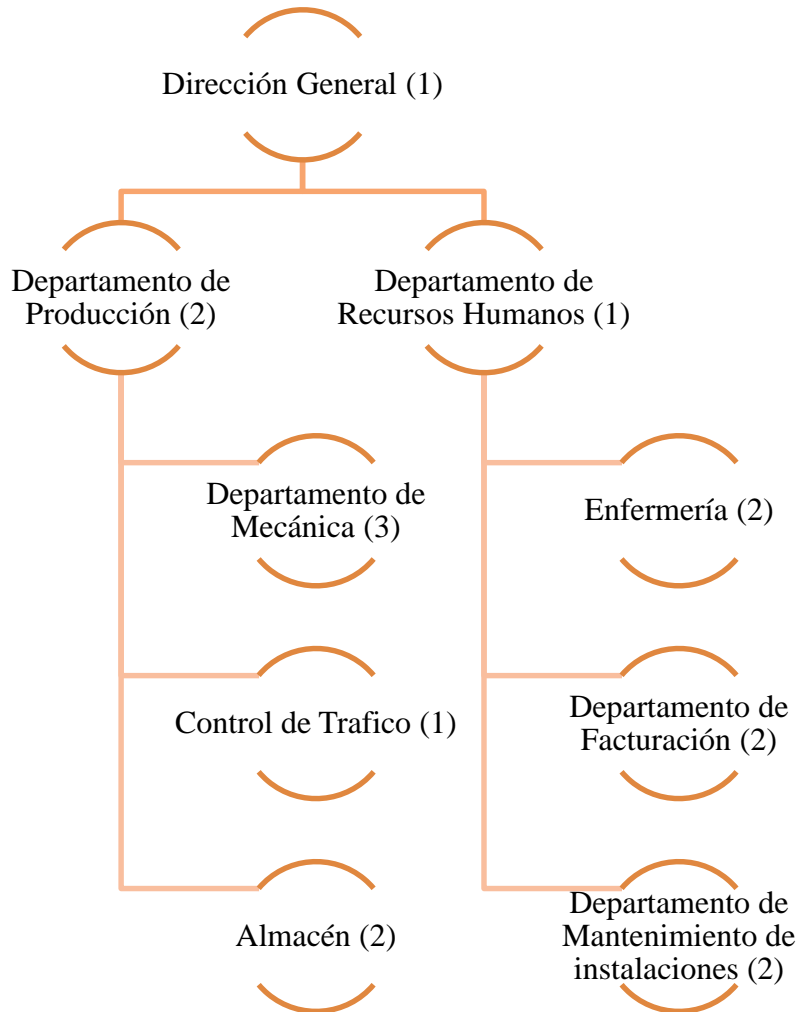 Dirección General (1)
Departamento de
Producción (2)
Departamento de
Recursos Humanos (1)
Departamento de
Mecánica (3)
Enfermería (2)
Control de Trafico (1)
Departamento de
Facturación (2)
Almacén (2)
Departamento de
Mantenimiento de
instalaciones (2)